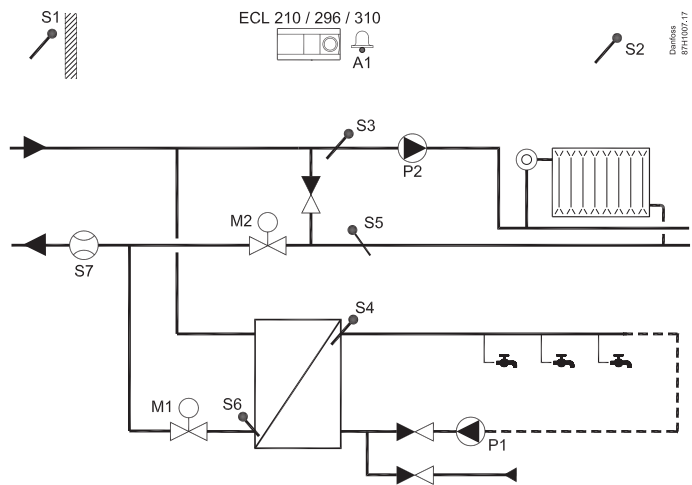 S1
ECL 210 / 296 / 310
A1
S2
Danfoss
87H1007.17
S3
P2
M2
S5
S7
S4
M1
S6
P1